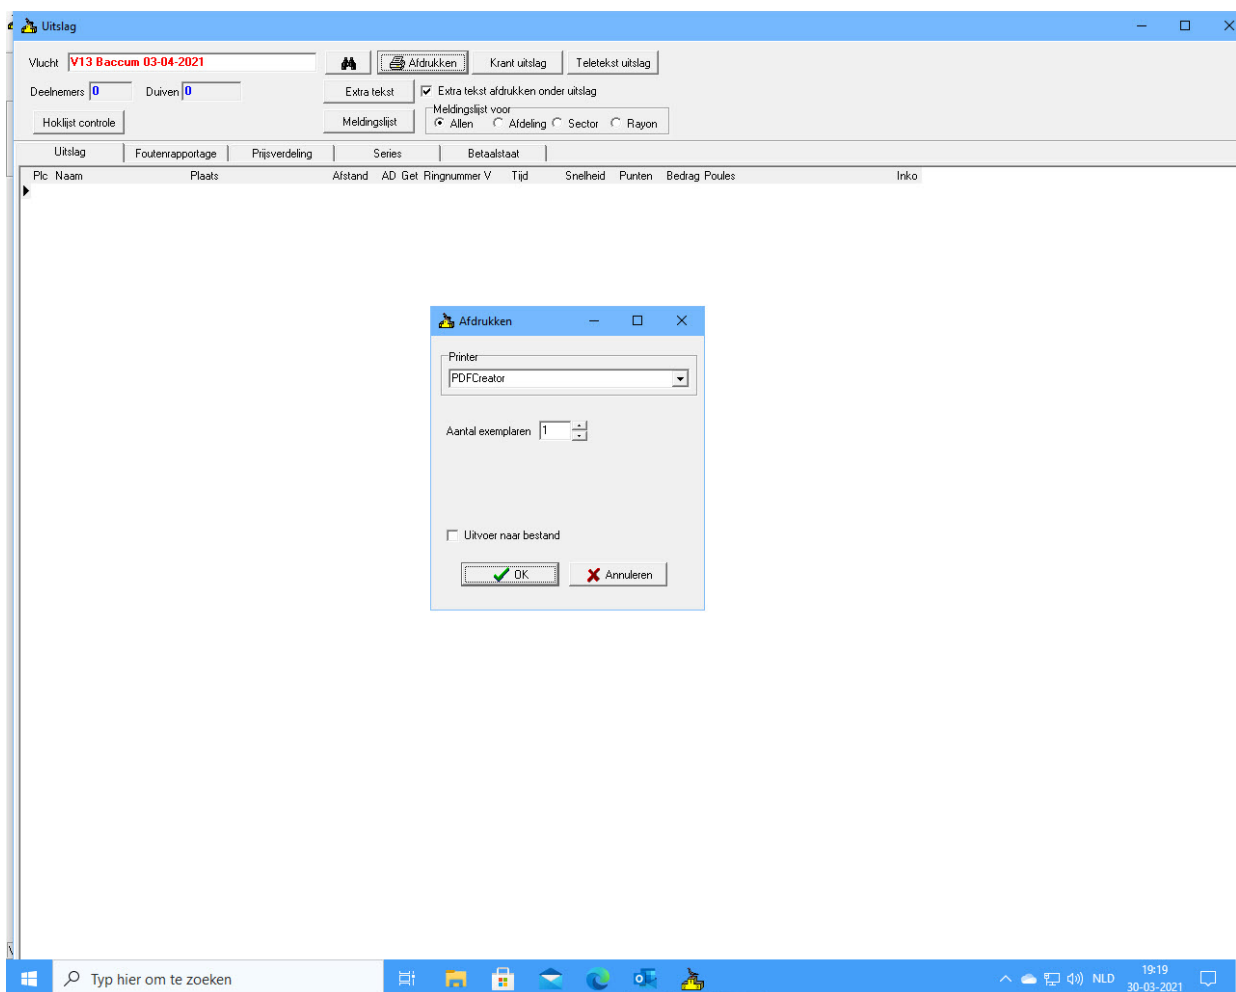 Uitslag
Vlucht V13 Baccum 03-04-2021 Afdrukken Krant uitslag Teletekst uitslag
Deelnemers 0 Duiven 0 Extra tekst Extra tekst afdrukken onder uitslag
Meldingslijst voor
Hoklijst controle Meldingslijst Allen Afdeling Sector Rayon
Uitslag Foutenrapportage Prijsverdeling Series Betaalstaat
Plc Naam Plaats Afstand AD Get Ringnummer V Tijd Snelheid Punten Bedrag Poules Inko
Afdrukken
Printer
PDFCreator
Aantal exemplaren 1
Uitvoer naar bestand
OK Annuleren
Typ hier om te zoeken NLD 19:19
30-03-2021